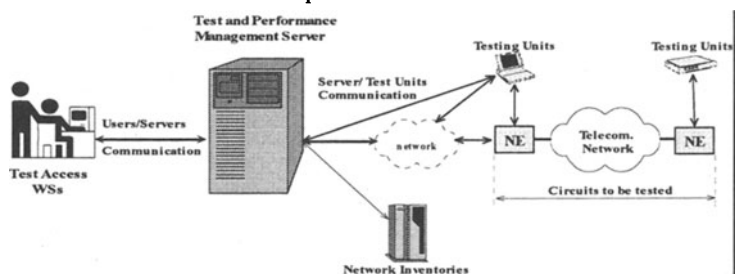 Test and Performance
Management Server
Testing Units
Testing Units
Server/ Test Units
Communication
Users/Servers
Communication
Test Access
WSs
network
NE
Telecom.
Network
NE
Circuits to be tested
Network Inventories